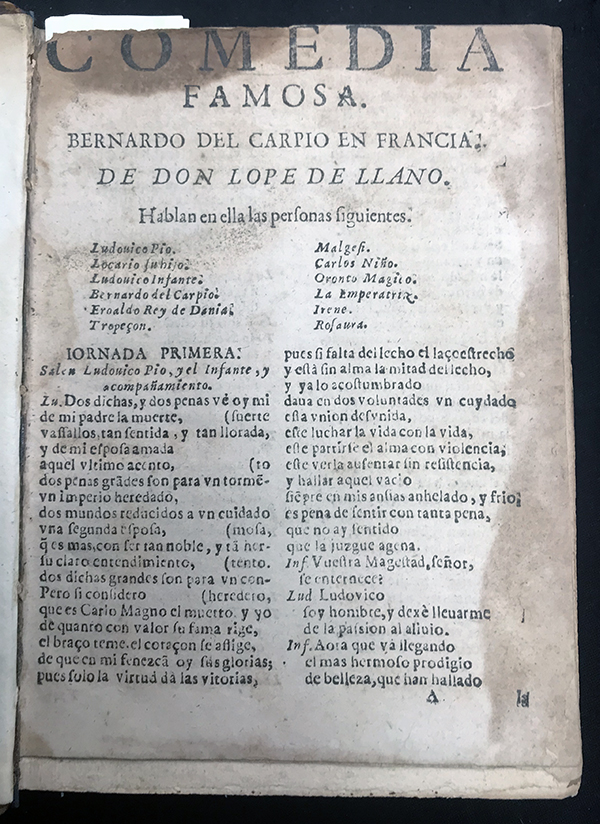 COMEDIA
FAMOSA.
BERNARDO DEL CARPIO EN FRANCIA.
DE DON LOPE DE LLANO.
Hablan en ella las personas siguientes.
Ludouico Pio.
Locario su hijo.
Ludouico Infante.
Bernardo del Carpio.
Eroaldo Rey de Dania.
Tropeçon.
Malgesi.
Carlos Niño.
Oronto Magico.
La Emperatriz.
Irene.
Rosaura.
IORNADA PRIMERA.
Salen Ludouico Pio, y el Infante, y
acompañamiento.
Lu. Dos dichas, y dos penas vè oy mi
de mi padre la muerte, (suerte
vassallos, tan sentida, y tan llorada,
y de mi esposa amada
aquel vltimo acento, (to
dos penas grãdes son para vn tormẽ-
vn imperio heredado,
dos mundos reducidos a vn cuidado
vna segunda esposa, (mosa,
q̃ es mas, con ser tan noble, y tã her-
su claro entendimiento, (tento.
dos dichas grandes son para vn con-
Pero si considero (heredero,
que es Carlo Magno el muerto, y yo
de quanto con valor su fama rige,
el braço teme, el coraçon se aflige,
de que en mi fenezcã oy sus glorias;
pues solo la virtud dà las vitorias,
pues si falta del lecho el laço estrecho
y està sin alma la mitad del lecho,
y ya lo acostumbrado
daua en dos voluntades vn cuydado
esta vnion desvnida,
este luchar la vida con la vida,
este partirse el alma con violencia;
este verla ausentar sin resistencia,
y hallar aquel vacio
siẽpre en mis ansias anhelado, y frio;
es pena de sentir con tanta pena,
que no ay sentido
que la juzgue agena.
Inf. Vuestra Magestad, señor,
se enternece?
Lud Ludovico
soy hombre, y dexè lleuarme
de la passion al aliuio.
Inf. Aora que và llegando
el mas hermoso prodigio
de belleza, que han hallado
A la